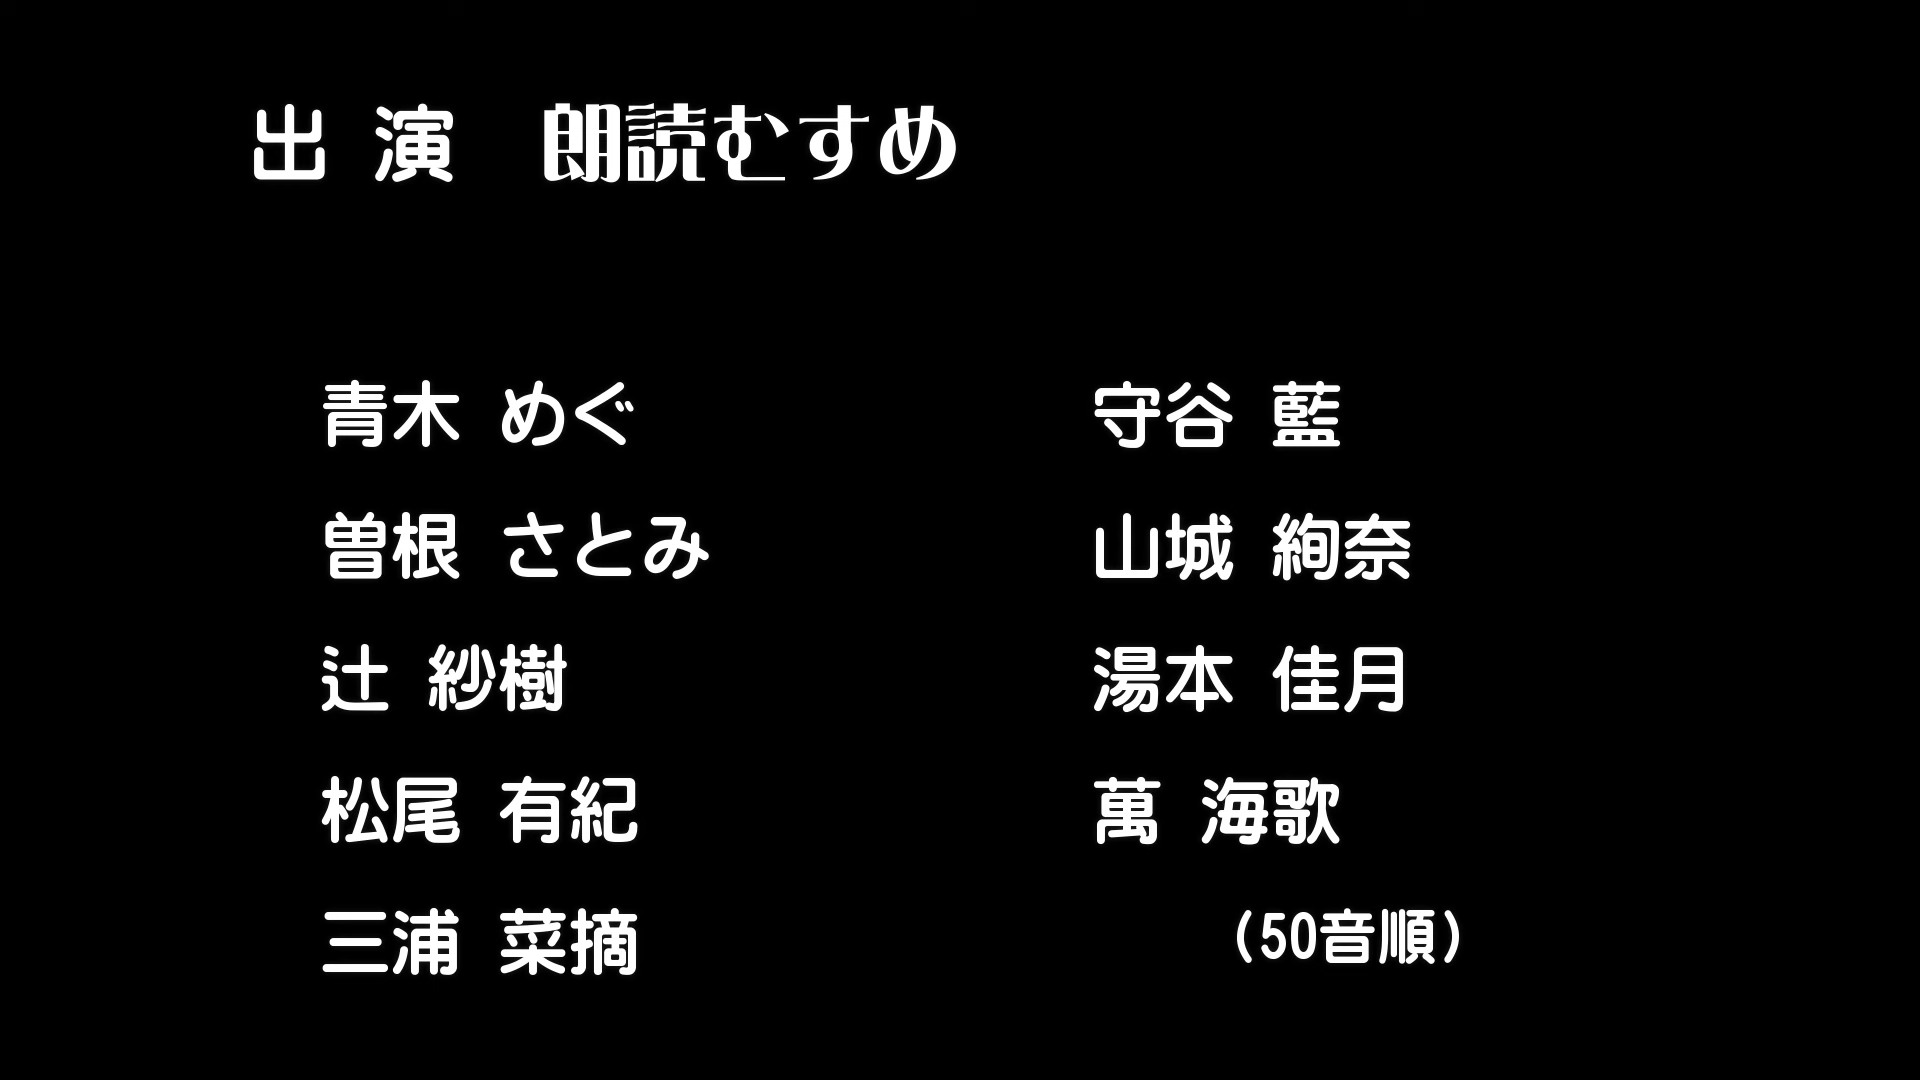 出 演　朗読むすめ
青木 めぐ
曽根 さとみ
辻 紗樹
松尾 有紀
三浦 菜摘
守谷 藍
山城 絢奈
湯本 佳月
萬 海歌
（50音順）